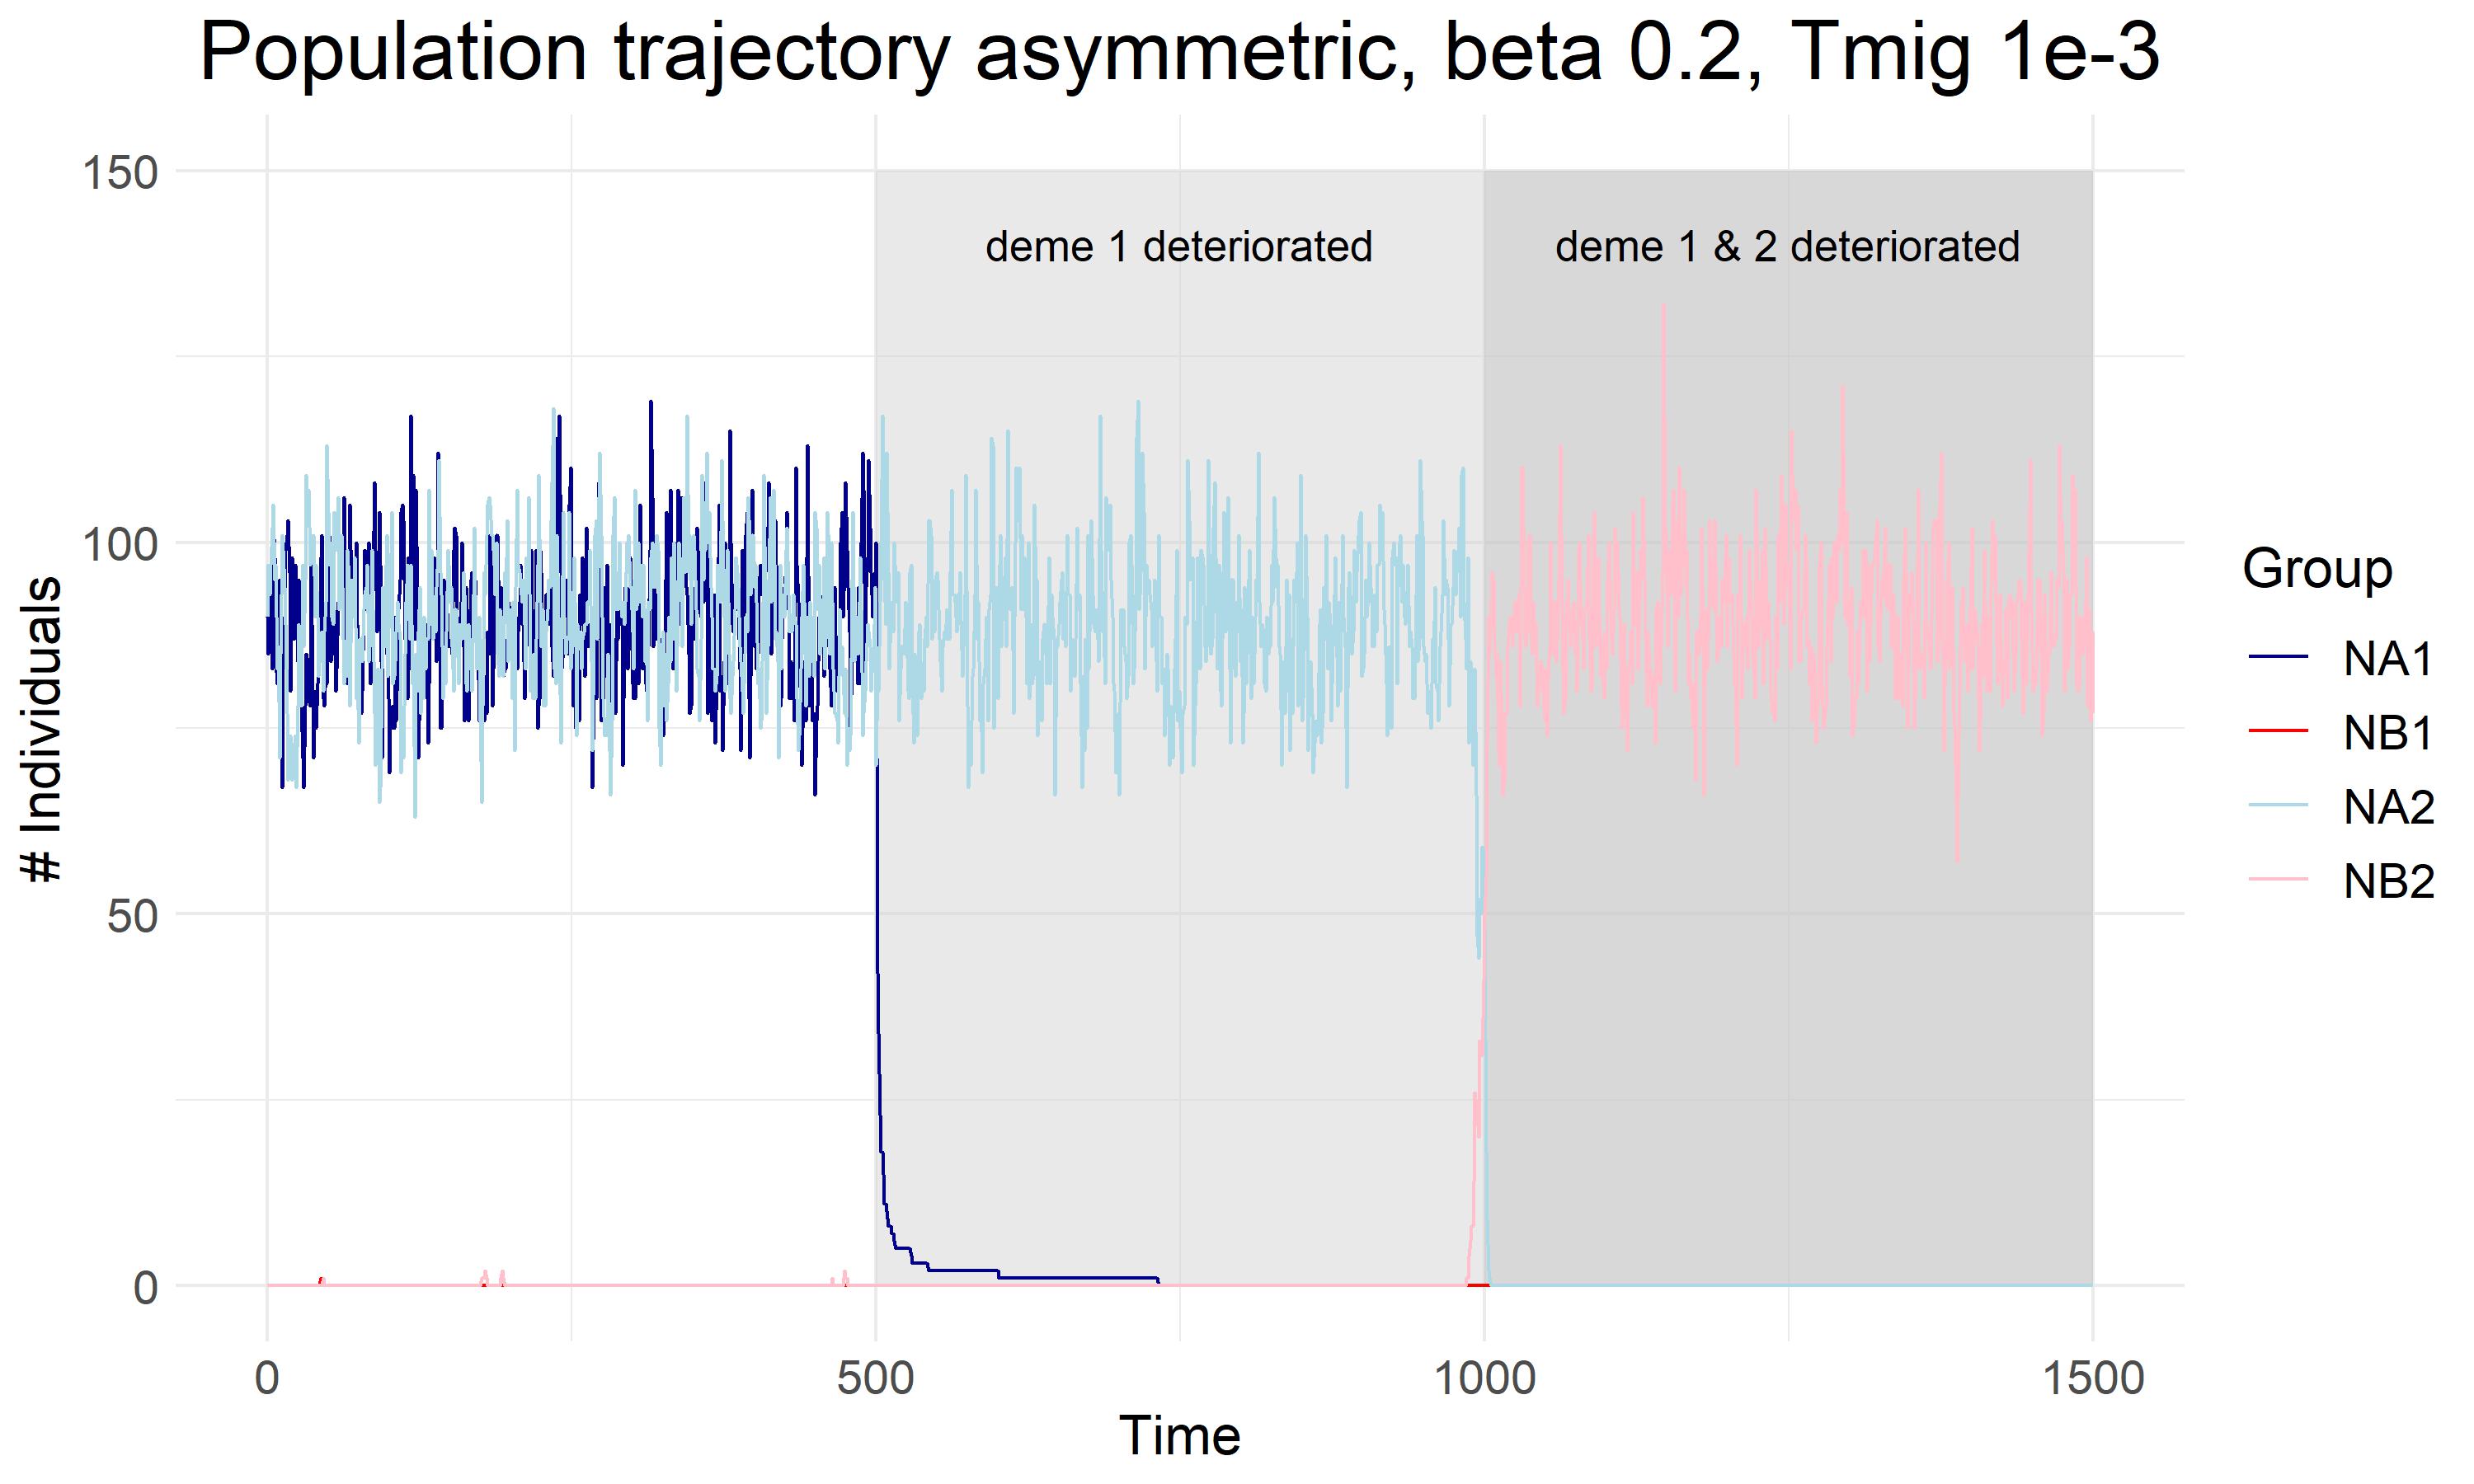 Population trajectory asymmetric, beta 0.2, Tmig 1e-3
150
deme 1 deteriorated
deme 1 & 2 deteriorated
100
# Individuals
50
0
Group
NA1
NB1
NA2
NB2
0
500
1000
1500
Time